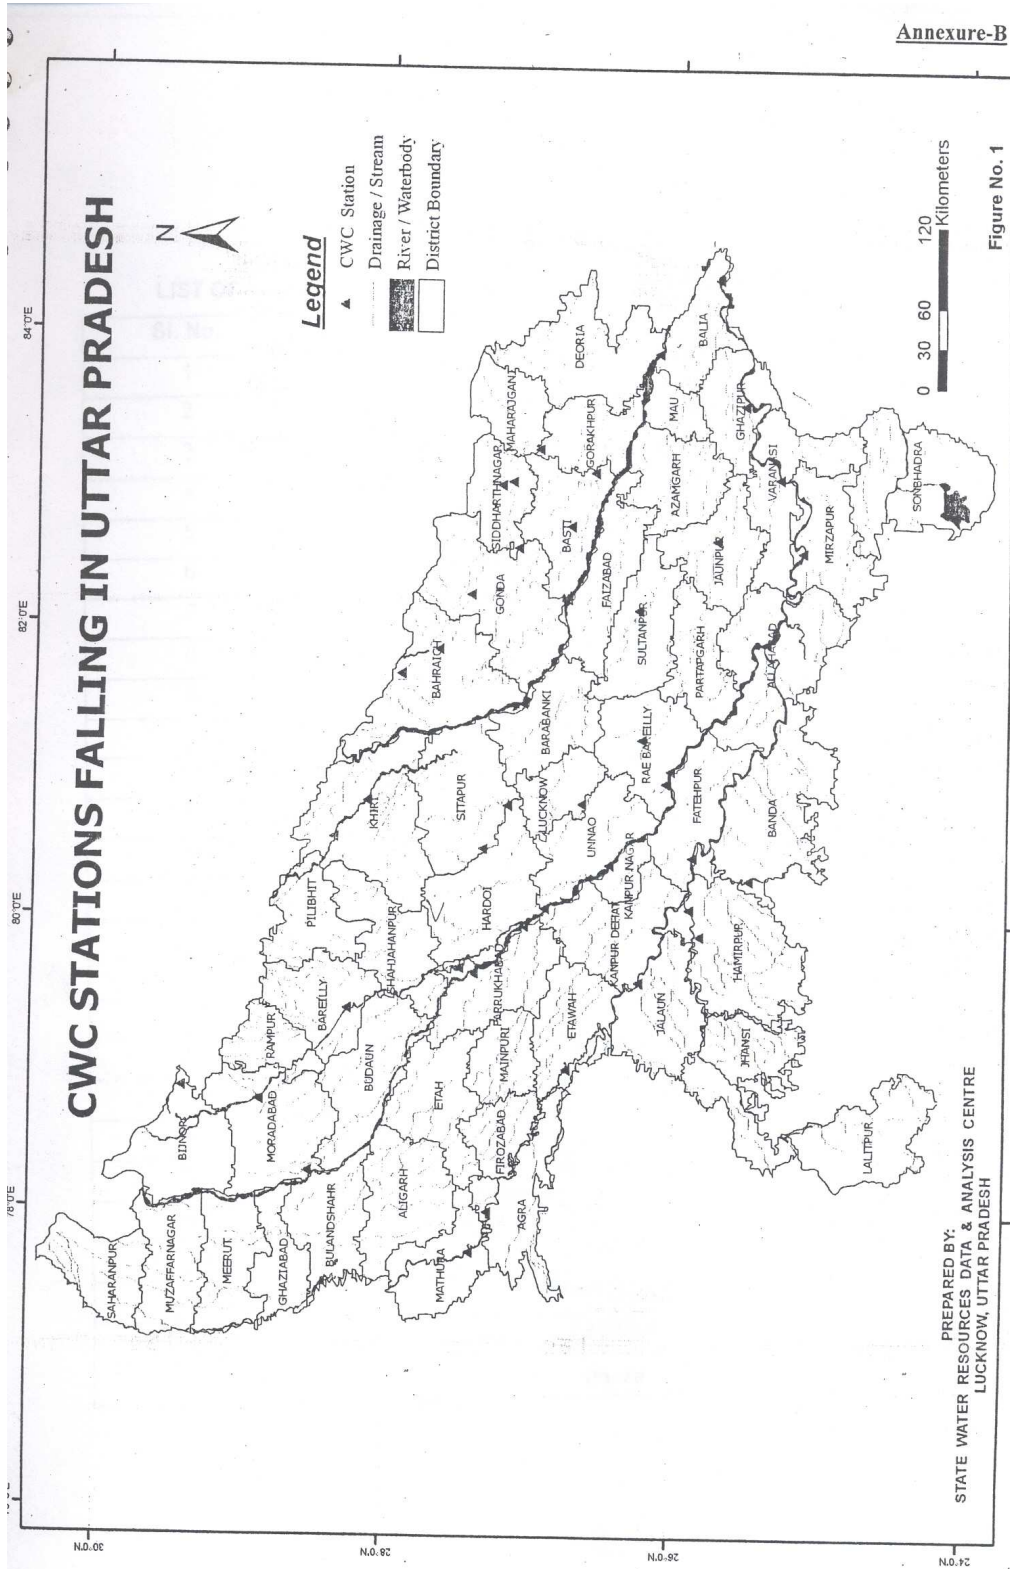 Annexure-B
CWC STATIONS FALLING IN UTTAR PRADESH
78°0'E
80°0'E
82°0'E
84°0'E
30°0'N
28°0'N
26°0'N
24°0'N
N
Legend
CWC Station
Drainage / Stream
River / Waterbody
District Boundary
SAHARANPUR
MUZAFFARNAGAR
MEERUT
GHAZIABAD
BULANDSHAHR
BIJNOR
MORADABAD
RAMPUR
BAREILLY
PILIBHIT
BUDAUN
SHAHJAHANPUR
KHIRI
ALIGARH
MATHURA
AGRA
ETAH
FIROZABAD
MAINPURI
FARRUKHABAD
ETAWAH
HARDOI
SITAPUR
BAHRAICH
GONDA
SIDDHARTHNAGAR
MAHARAJGANJ
BASTI
GORAKHPUR
DEORIA
BARABANKI
LUCKNOW
UNNAO
KANPUR NAGAR
KANPUR DEHAT
RAE BAREILLY
SULTANPUR
FAIZABAD
AZAMGARH
MAU
BALIA
GHAZIPUR
JAUNPUR
PARTAPGARH
FATEHPUR
ALLAHABAD
VARANASI
MIRZAPUR
SONBHADRA
BANDA
HAMIRPUR
JALAUN
JHANSI
LALITPUR
0 30 60 120
Kilometers
PREPARED BY:
STATE WATER RESOURCES DATA & ANALYSIS CENTRE
LUCKNOW, UTTAR PRADESH
Figure No. 1